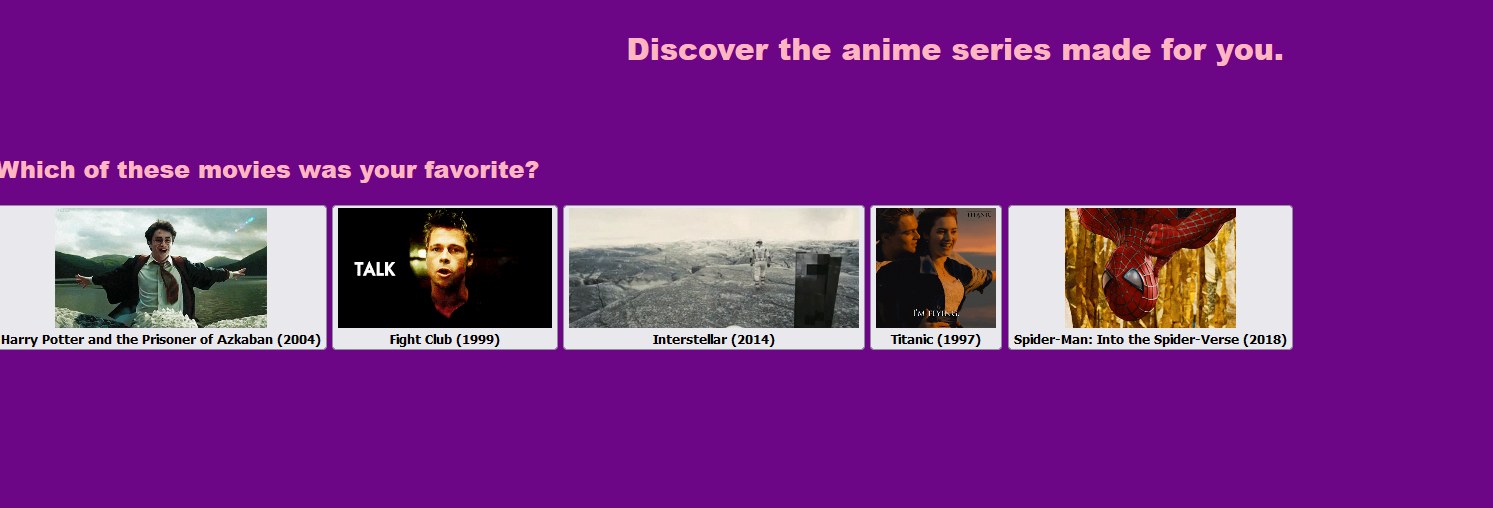 Discover the anime series made for you.
Which of these movies was your favorite?
TALK
TITANIC
I'M FLYING.
Harry Potter and the Prisoner of Azkaban (2004)
Fight Club (1999)
Interstellar (2014)
Titanic (1997)
Spider-Man: Into the Spider-Verse (2018)